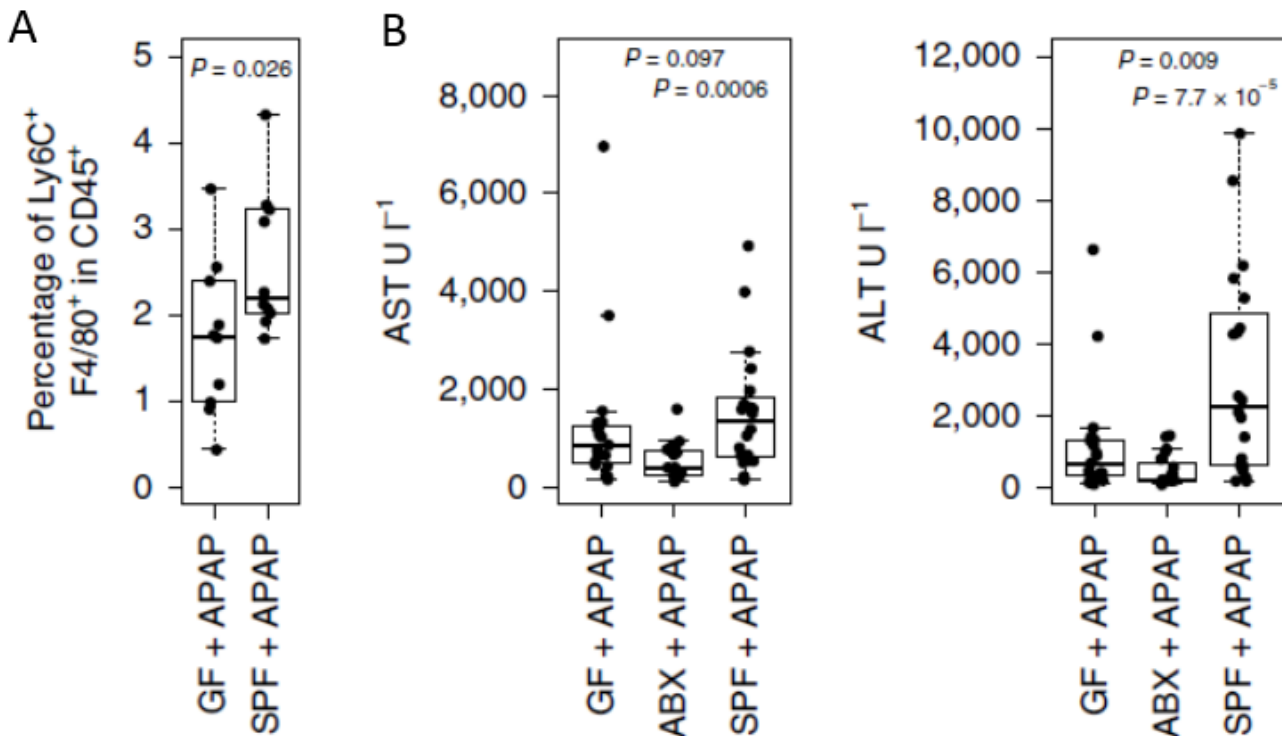 A
Percentage of Ly6C⁺
F4/80⁺ in CD45⁺
5
4
3
2
1
0
P = 0.026
GF + APAP
SPF + APAP
B
AST U l⁻¹
8,000
6,000
4,000
2,000
0
P = 0.097
P = 0.0006
GF + APAP
ABX + APAP
SPF + APAP
ALT U l⁻¹
12,000
10,000
8,000
6,000
4,000
2,000
0
P = 0.009
P = 7.7 × 10⁻⁵
GF + APAP
ABX + APAP
SPF + APAP